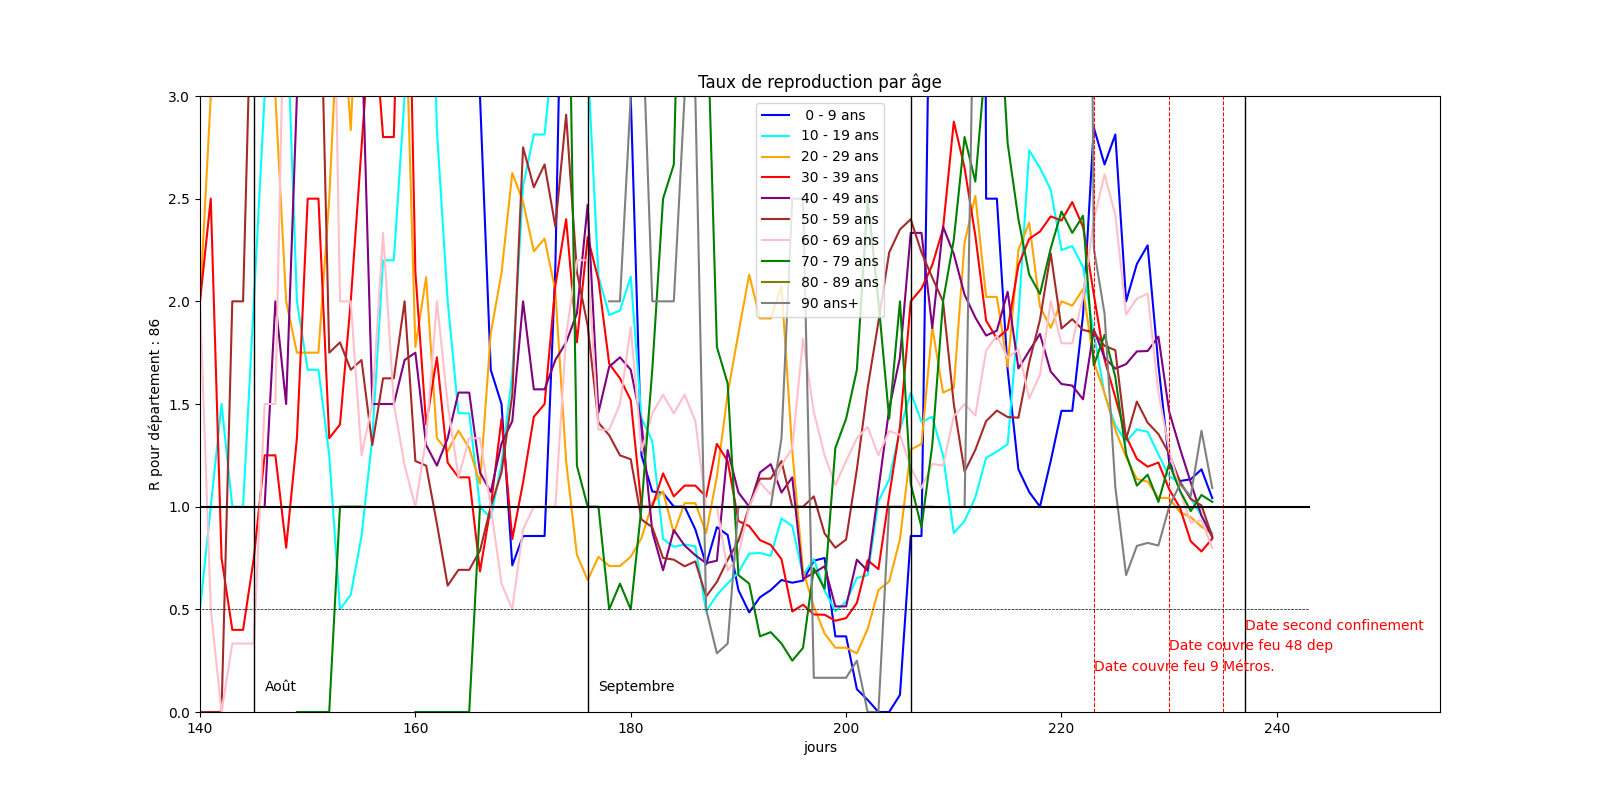 Taux de reproduction par âge
R pour département : 86
3.0
2.5
2.0
1.5
1.0
0.5
0.0
0 - 9 ans
10 - 19 ans
20 - 29 ans
30 - 39 ans
40 - 49 ans
50 - 59 ans
60 - 69 ans
70 - 79 ans
80 - 89 ans
90 ans+
Date second confinement
Date couvre feu 48 dep
Date couvre feu 9 Métros.
Août
Septembre
140
160
180
200
220
240
jours